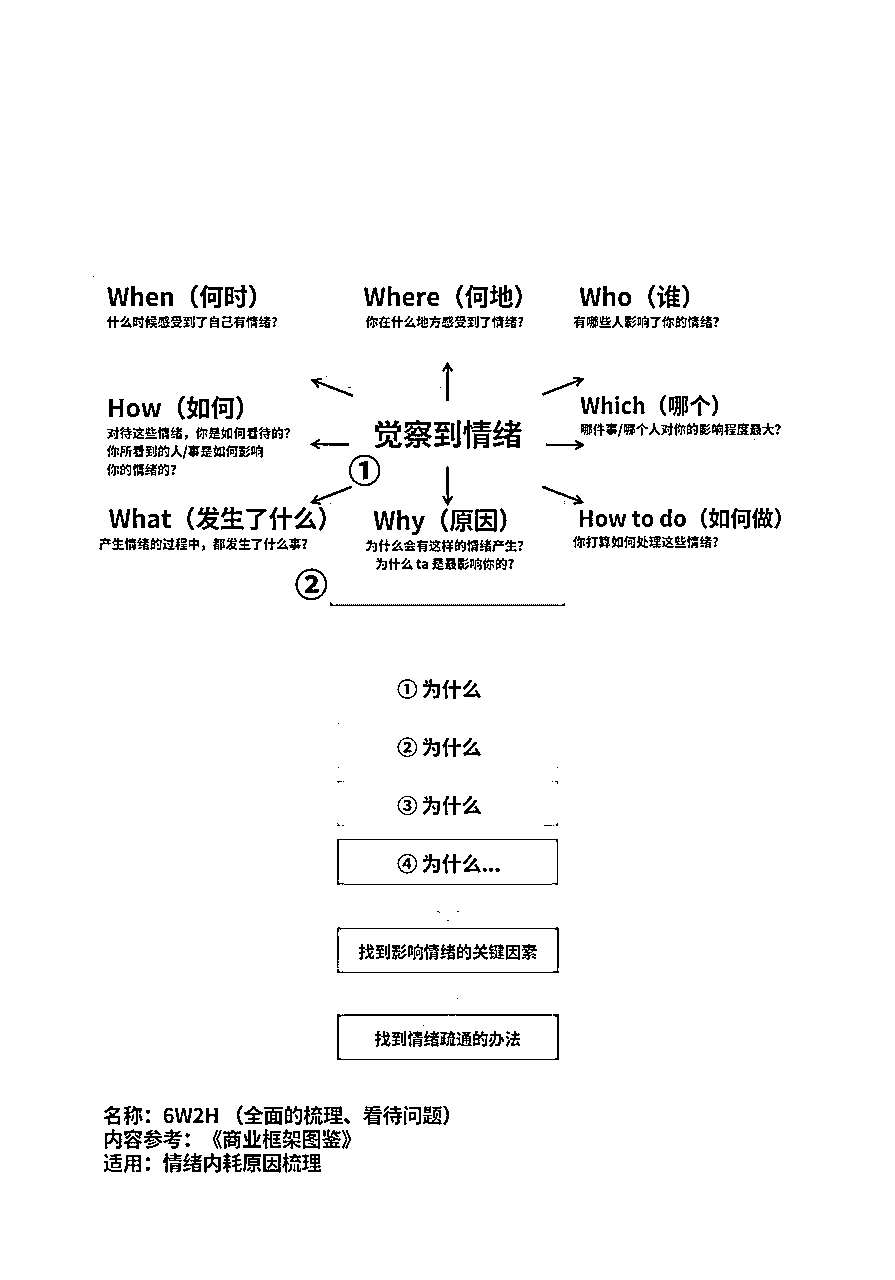 When（何时）
什么时候感受到了自己有情绪？
Where（何地）
你在什么地方感受到了情绪？
Who（谁）
有哪些人影响了你的情绪？
How（如何）
对待这些情绪，你是如何看待的？
你所看到的人/事是如何影响
你的情绪的？
觉察到情绪
①
Which（哪个）
哪件事/哪个人对你的影响程度最大？
What（发生了什么）
产生情绪的过程中，都发生了什么事？
Why（原因）
为什么会有这样的情绪产生？
为什么 ta 是最影响你的？
How to do（如何做）
你打算如何处理这些情绪？
②
① 为什么
② 为什么
③ 为什么
④ 为什么...
找到影响情绪的关键因素
找到情绪疏通的办法
名称：6W2H （全面的梳理、看待问题）
内容参考：《商业框架图鉴》
适用：情绪内耗原因梳理